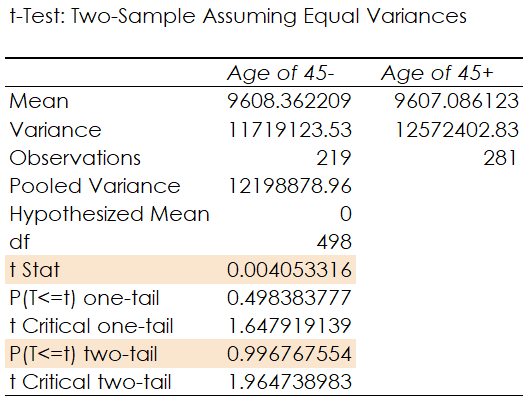 t-Test: Two-Sample Assuming Equal Variances
Age of 45- Age of 45+
Mean 9608.362209 9607.086123
Variance 11719123.53 12572402.83
Observations 219 281
Pooled Variance 12198878.96
Hypothesized Mean 0
df 498
t Stat 0.004053316
P(T<=t) one-tail 0.498383777
t Critical one-tail 1.647919139
P(T<=t) two-tail 0.996767554
t Critical two-tail 1.964738983